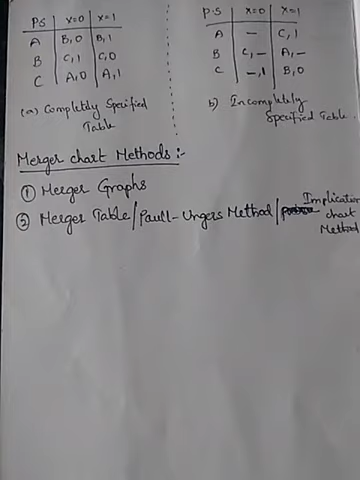 PS | X=0 | X=1
A | B,0 | B,1
B | C,1 | C,0
C | A,0 | A,1
(a) Completely Specified
Table
P.S | X=0 | X=1
A | - | C,1
B | C,- | A,-
C | -,1 | B,0
b) Incompletely
Specified Table.
Merger chart Methods :-
① Merger Graphs
② Merger Table/Paull-Ungers Method/ Implication
chart
Method